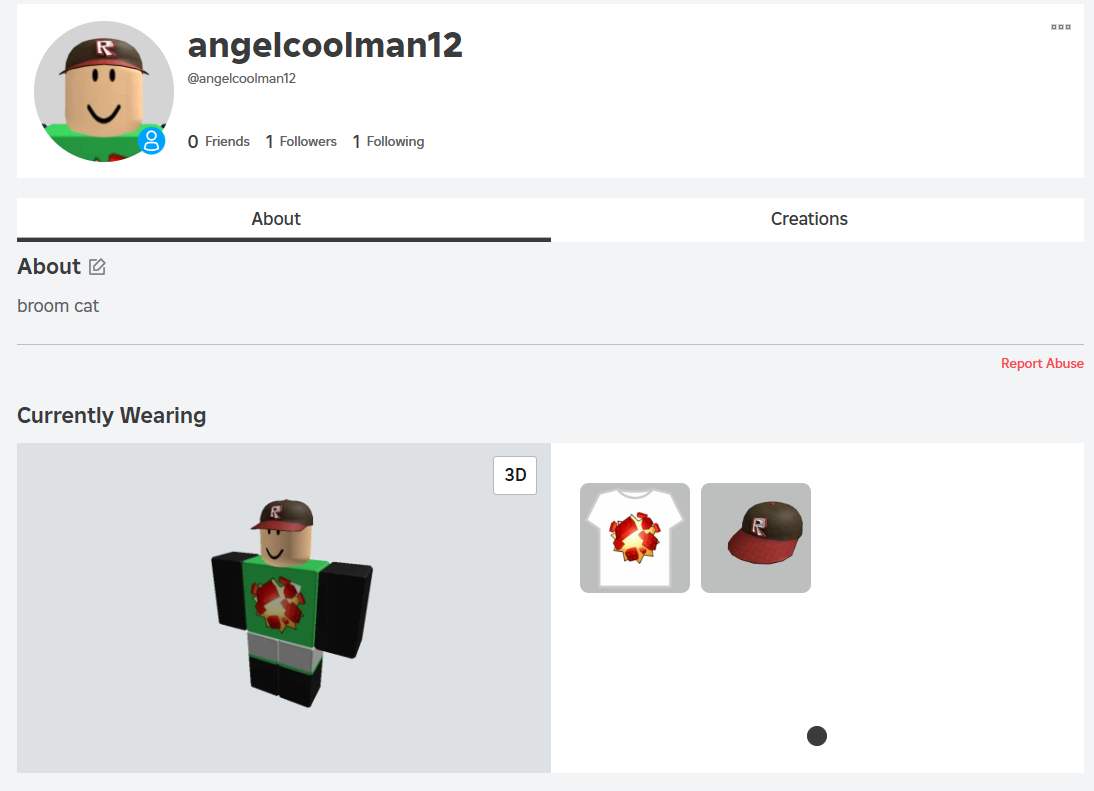 angelcoolman12
@angelcoolman12
0 Friends 1 Followers 1 Following
About Creations
About
broom cat
Report Abuse
Currently Wearing
3D
R
R
R